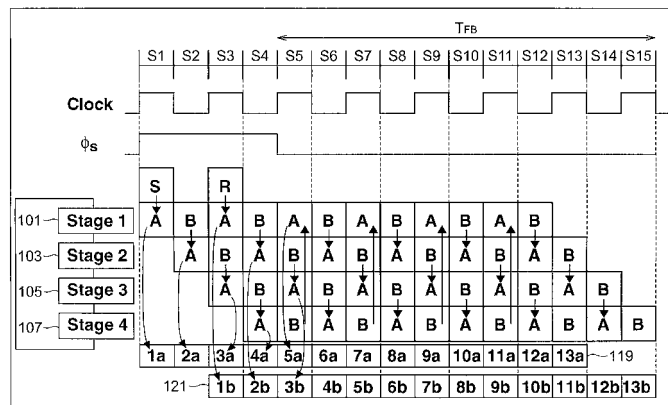 TFB
S1 S2 S3 S4 S5 S6 S7 S8 S9 S10 S11 S12 S13 S14 S15
Clock
ϕs
S R
101 Stage 1 A B A B A B A B A B A B
103 Stage 2 A B A B A B A B A B A B
105 Stage 3 A B A B A B A B A B A B
107 Stage 4 A B A B A B A B A B A B
1a 2a 3a 4a 5a 6a 7a 8a 9a 10a 11a 12a 13a 119
121 1b 2b 3b 4b 5b 6b 7b 8b 9b 10b 11b 12b 13b